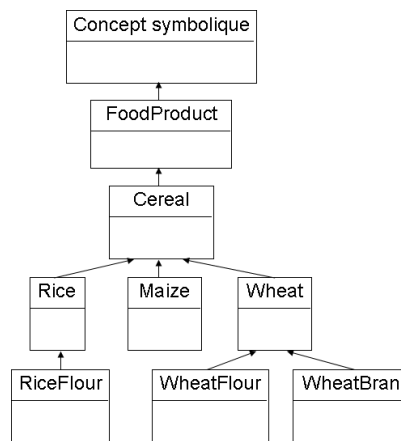 Concept symbolique
FoodProduct
Cereal
Rice
Maize
Wheat
RiceFlour
WheatFlour
WheatBran